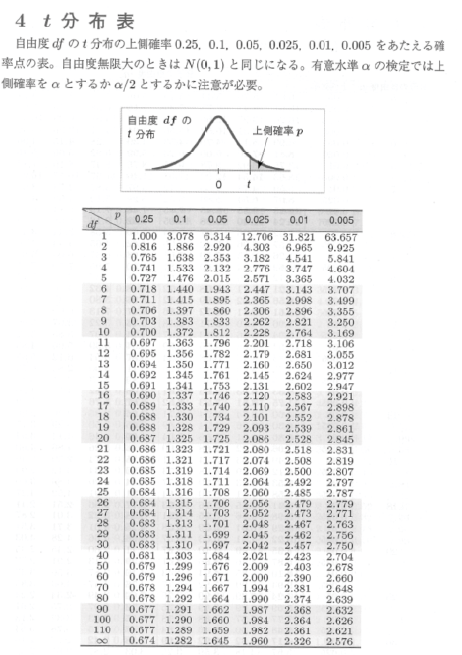 4 t 分 布 表
自由度 df の t 分布の上側確率 0.25, 0.1, 0.05, 0.025, 0.01, 0.005 をあたえる確
率点の表。自由度無限大のときは N(0,1) と同じになる。有意水準 α の検定では上
側確率を α とするか α/2 とするかに注意が必要。
自由度 df の
t 分布
上側確率 p
0 t
df p 0.25 0.1 0.05 0.025 0.01 0.005
1 1.000 3.078 6.314 12.706 31.821 63.657
2 0.816 1.886 2.920 4.303 6.965 9.925
3 0.765 1.638 2.353 3.182 4.541 5.841
4 0.741 1.533 2.132 2.776 3.747 4.604
5 0.727 1.476 2.015 2.571 3.365 4.032
6 0.718 1.440 1.943 2.447 3.143 3.707
7 0.711 1.415 1.895 2.365 2.998 3.499
8 0.706 1.397 1.860 2.306 2.896 3.355
9 0.703 1.383 1.833 2.262 2.821 3.250
10 0.700 1.372 1.812 2.228 2.764 3.169
11 0.697 1.363 1.796 2.201 2.718 3.106
12 0.695 1.356 1.782 2.179 2.681 3.055
13 0.694 1.350 1.771 2.160 2.650 3.012
14 0.692 1.345 1.761 2.145 2.624 2.977
15 0.691 1.341 1.753 2.131 2.602 2.947
16 0.690 1.337 1.746 2.120 2.583 2.921
17 0.689 1.333 1.740 2.110 2.567 2.898
18 0.688 1.330 1.734 2.101 2.552 2.878
19 0.688 1.328 1.729 2.093 2.539 2.861
20 0.687 1.325 1.725 2.086 2.528 2.845
21 0.686 1.323 1.721 2.080 2.518 2.831
22 0.686 1.321 1.717 2.074 2.508 2.819
23 0.685 1.319 1.714 2.069 2.500 2.807
24 0.685 1.318 1.711 2.064 2.492 2.797
25 0.684 1.316 1.708 2.060 2.485 2.787
26 0.684 1.315 1.706 2.056 2.479 2.779
27 0.684 1.314 1.703 2.052 2.473 2.771
28 0.683 1.313 1.701 2.048 2.467 2.763
29 0.683 1.311 1.699 2.045 2.462 2.756
30 0.683 1.310 1.697 2.042 2.457 2.750
40 0.681 1.303 1.684 2.021 2.423 2.704
50 0.679 1.299 1.676 2.009 2.403 2.678
60 0.679 1.296 1.671 2.000 2.390 2.660
70 0.678 1.294 1.667 1.994 2.381 2.648
80 0.678 1.292 1.664 1.990 2.374 2.639
90 0.677 1.291 1.662 1.987 2.368 2.632
100 0.677 1.290 1.660 1.984 2.364 2.626
110 0.677 1.289 1.659 1.982 2.361 2.621
∞ 0.674 1.282 1.645 1.960 2.326 2.576